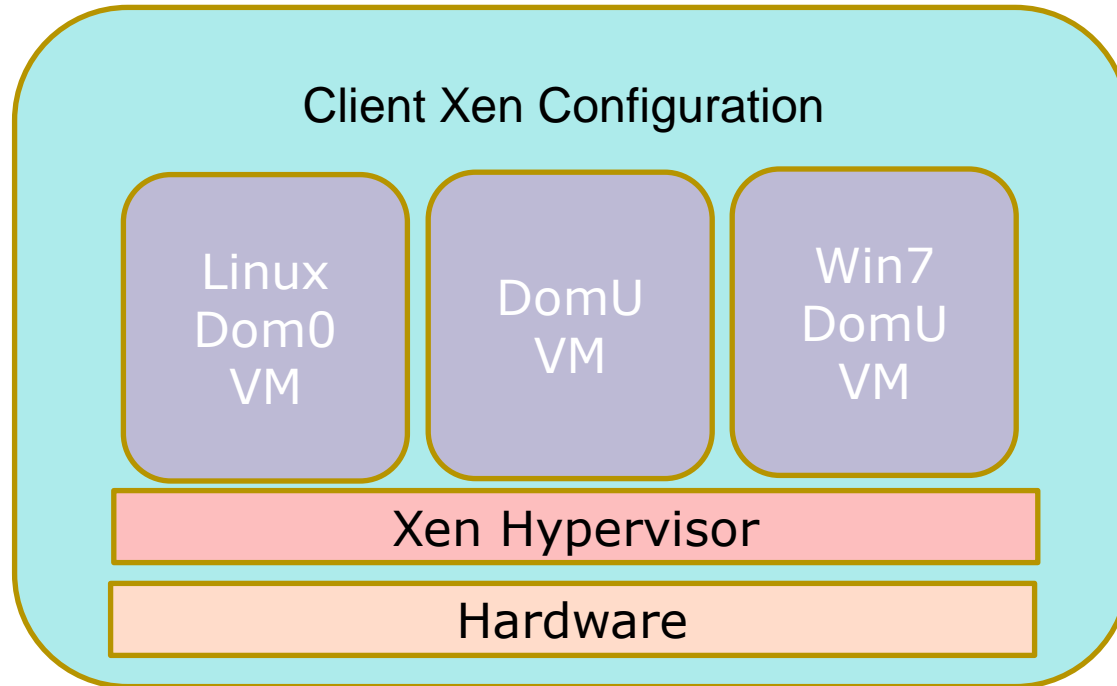 Client Xen Configuration
Linux
Dom0
VM
DomU
VM
Win7
DomU
VM
Xen Hypervisor
Hardware